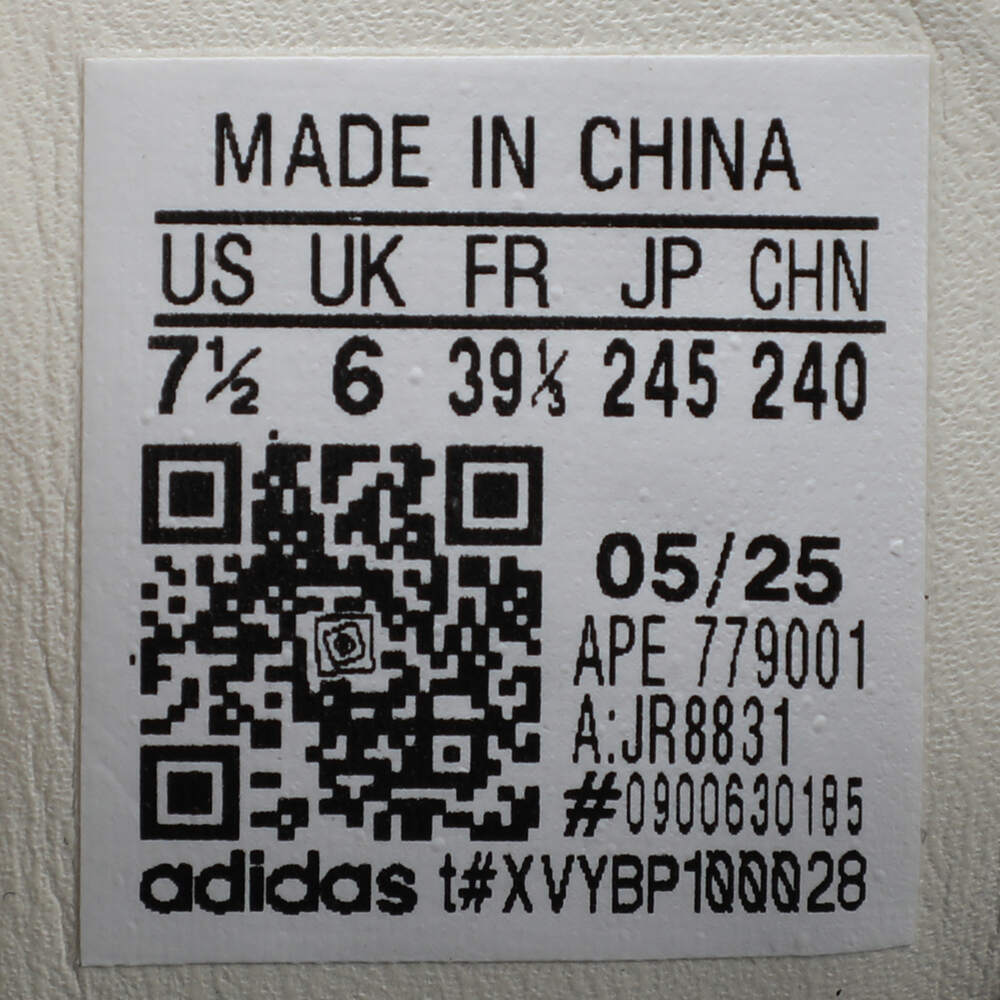 MADE IN CHINA
US UK FR JP CHN
7½ 6 39⅓ 245 240
05/25
APE 779001
A:JR8831
#0900630185
adidas t#XVYBP1000028